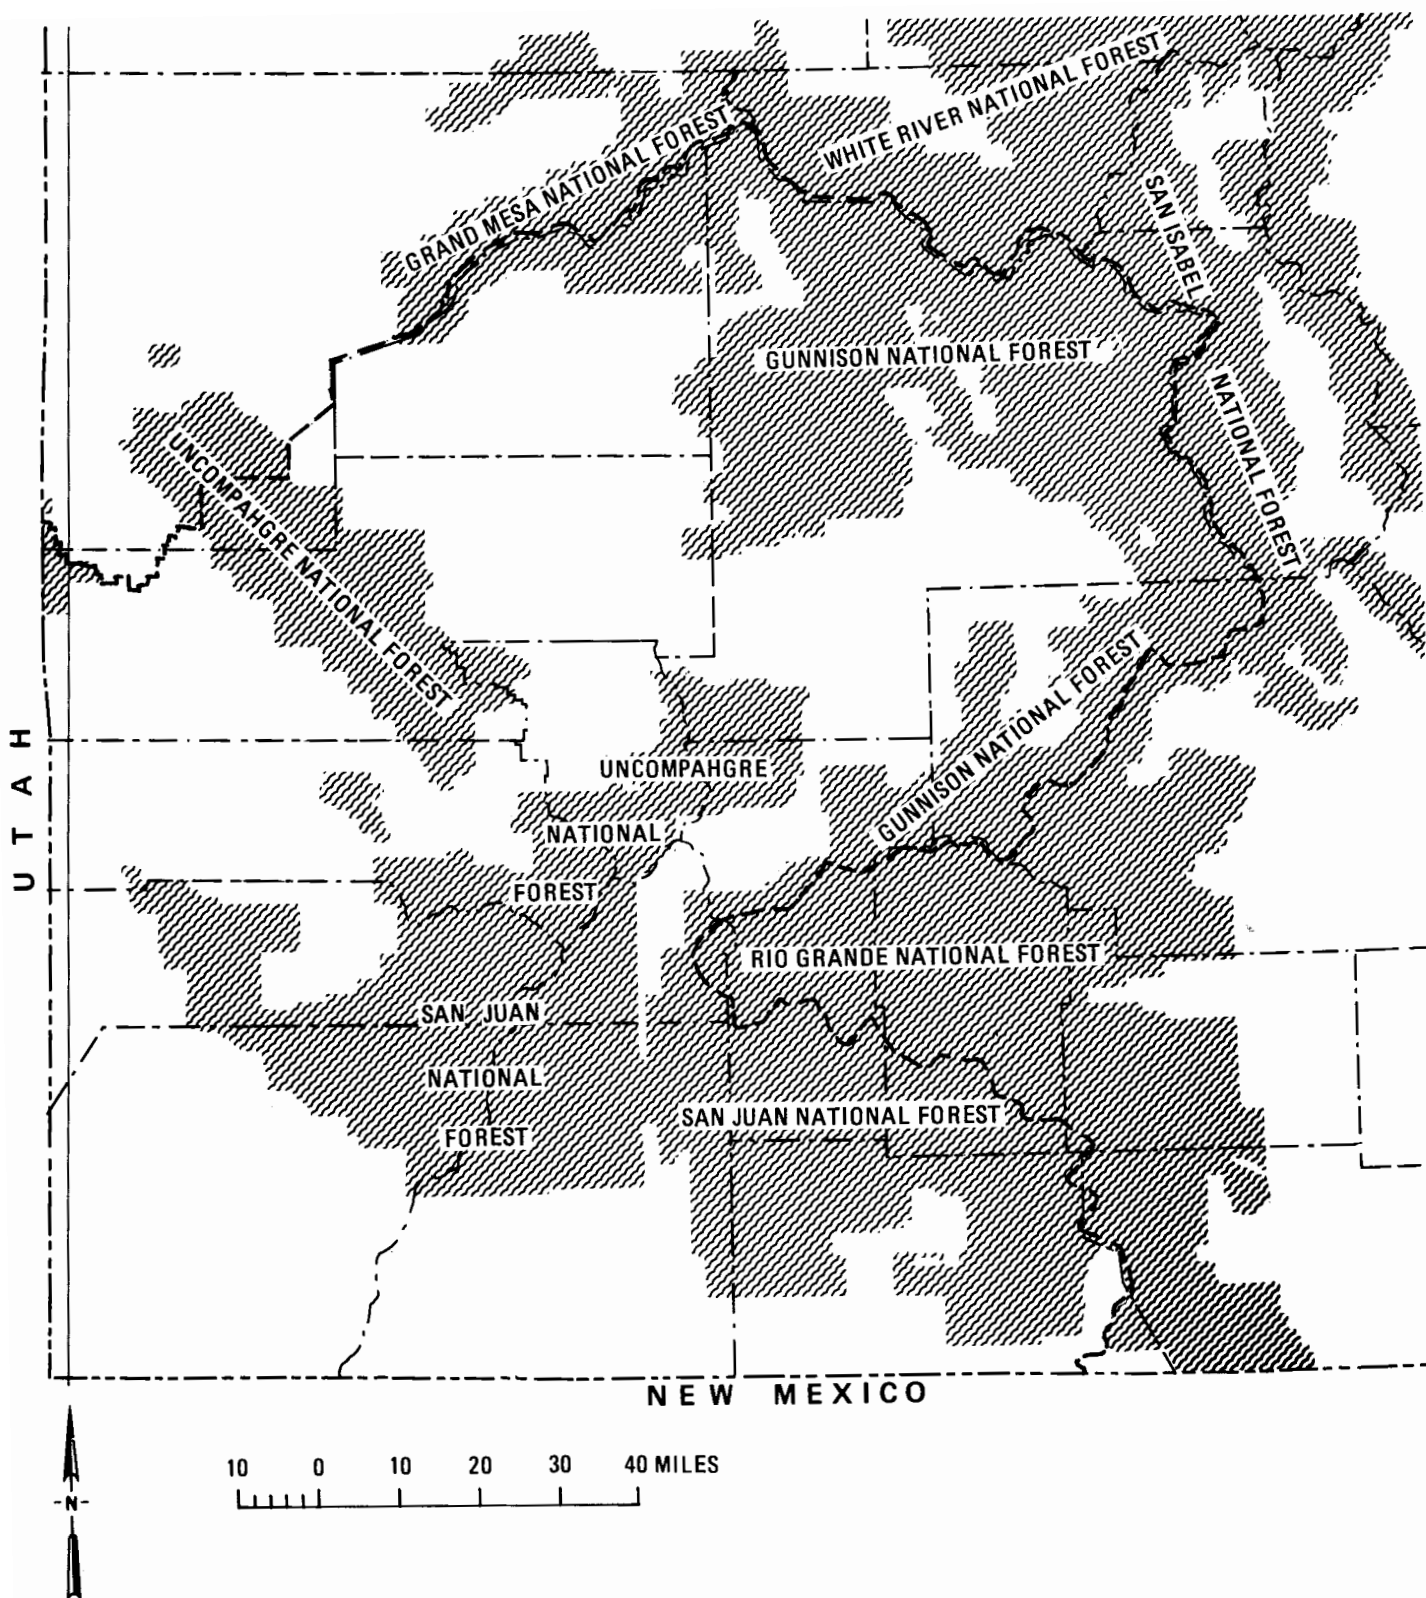 WHITE RIVER NATIONAL FOREST
GRAND MESA NATIONAL FOREST
SAN ISABEL
NATIONAL FOREST
GUNNISON NATIONAL FOREST
UNCOMPAHGRE NATIONAL FOREST
GUNNISON NATIONAL FOREST
UTAH
UNCOMPAHGRE
NATIONAL
FOREST
RIO GRANDE NATIONAL FOREST
SAN JUAN
NATIONAL
FOREST
SAN JUAN NATIONAL FOREST
NEW MEXICO
10 0 10 20 30 40 MILES
-N-